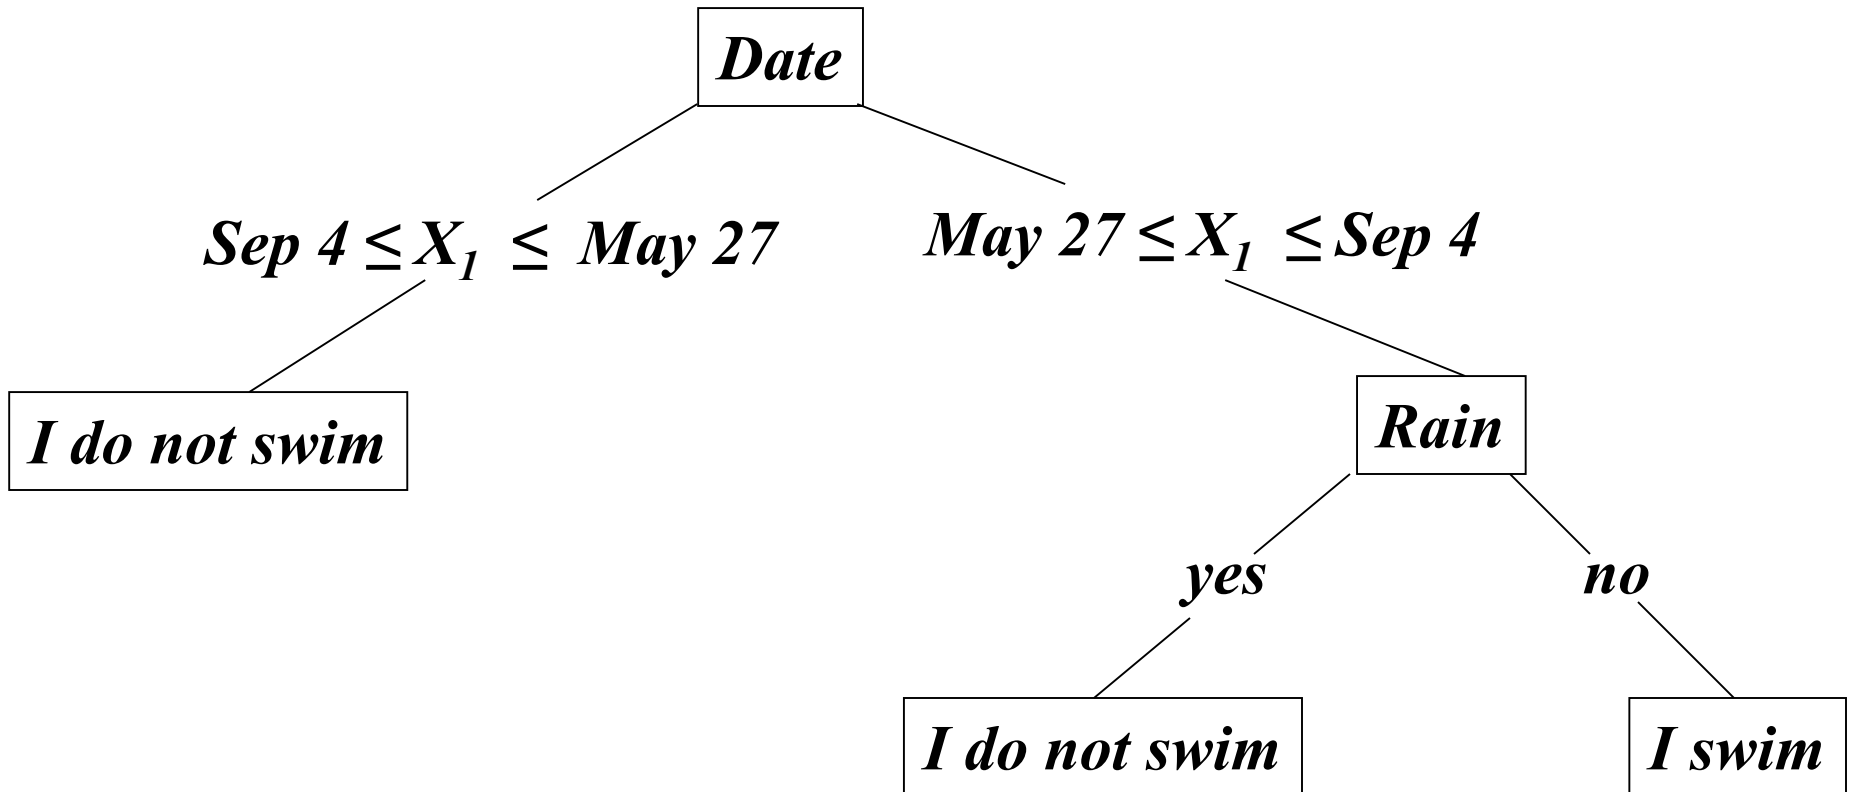 Date
Sep 4 ≤ X₁ ≤ May 27
May 27 ≤ X₁ ≤ Sep 4
I do not swim
Rain
yes
no
I do not swim
I swim